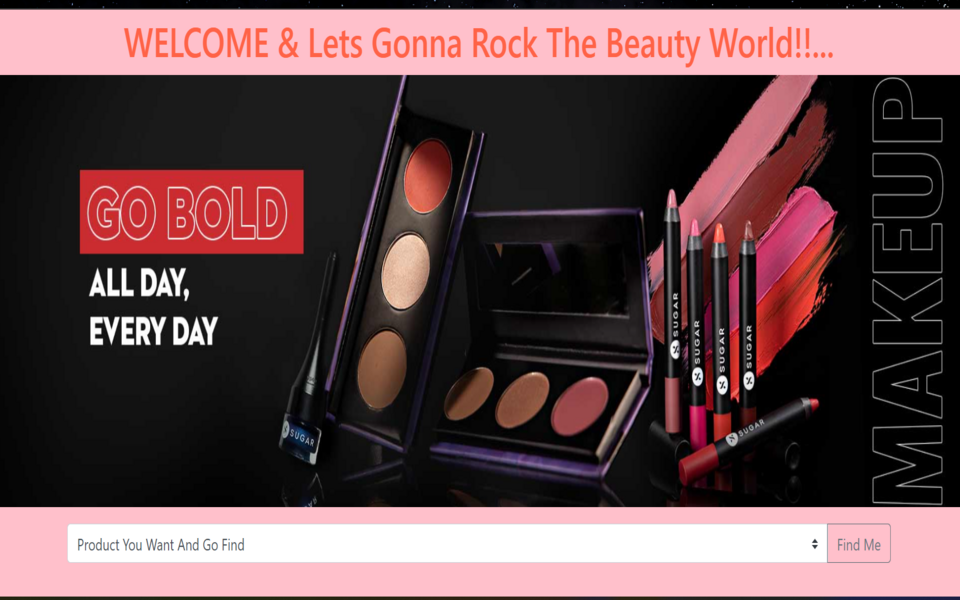 WELCOME & Lets Gonna Rock The Beauty World!!...
GO BOLD
ALL DAY,
EVERY DAY
MAKEUP
SUGAR
SUGAR
SUGAR
SUGAR
SUGAR
SUGAR
Product You Want And Go Find
Find Me